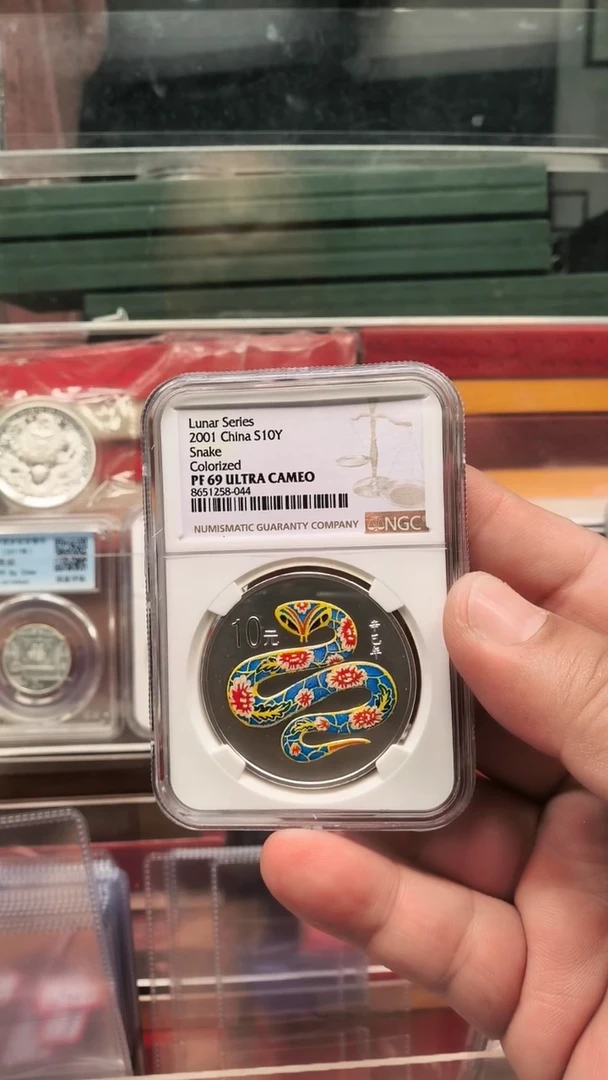 Lunar Series
2001 China S10Y
Snake
Colorized
PF 69 ULTRA CAMEO
8651258-044
NUMISMATIC GUARANTY COMPANY
NGC
10元
辛巳年